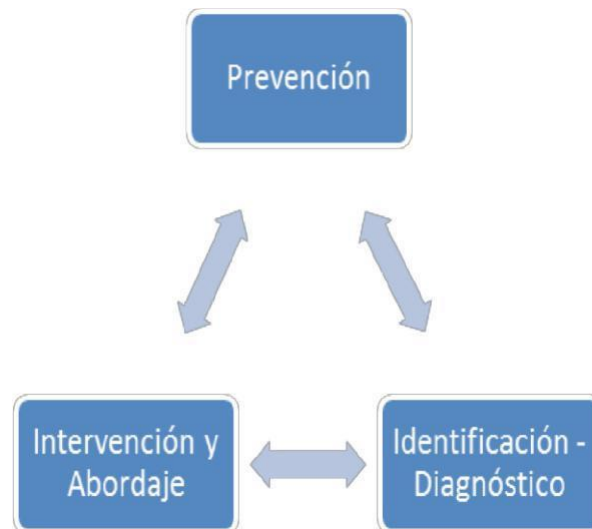 Prevención
Intervención y
Abordaje
Identificación -
Diagnóstico